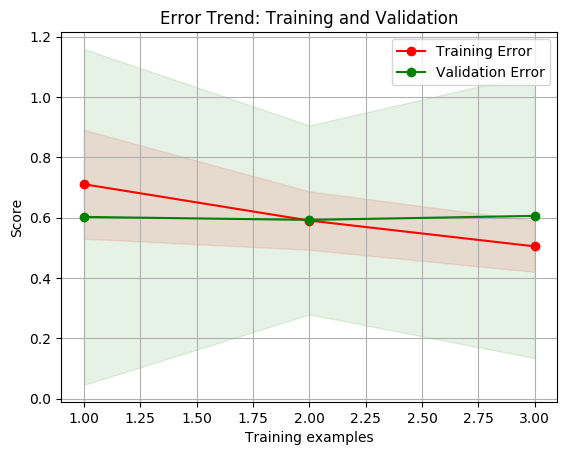 Error Trend: Training and Validation
Training Error
Validation Error
Score
1.2
1.0
0.8
0.6
0.4
0.2
0.0
1.00 1.25 1.50 1.75 2.00 2.25 2.50 2.75 3.00
Training examples